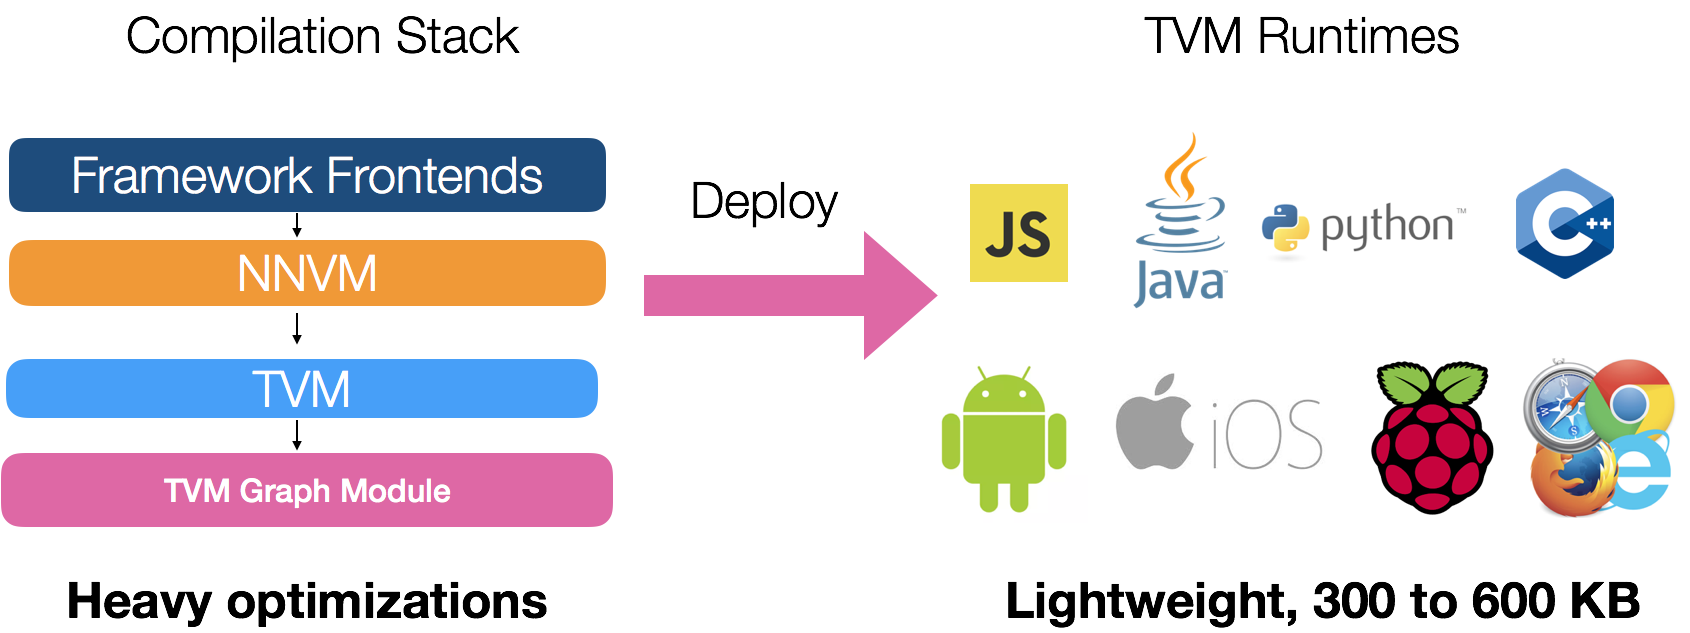 Compilation Stack
TVM Runtimes
Framework Frontends
NNVM
TVM
TVM Graph Module
Heavy optimizations
Deploy
JS
Java™
python™
C++
iOS
W
S
e
Lightweight, 300 to 600 KB